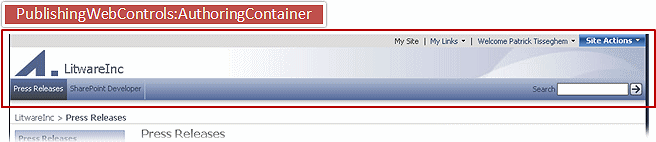 PublishingWebControls:AuthoringContainer
My Site | My Links | Welcome Patrick Tisseghem Site Actions
LitwareInc
Press Releases SharePoint Developer Search
LitwareInc > Press Releases
Press Releases Press Releases